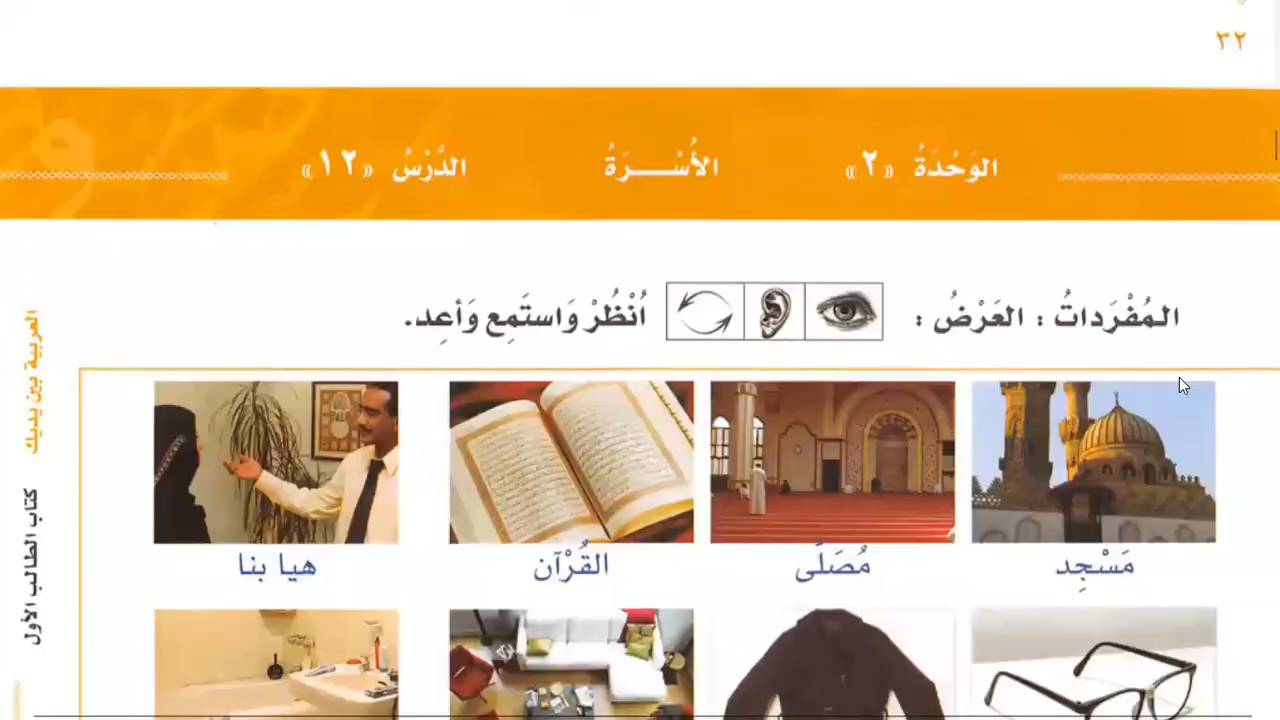 ٣٢
الوَحْدَةُ «٢» الأُسْـــرَةُ الدَّرْسُ «١٢»
المُفْرَداتُ : العَرْضُ : اُنْظُرْ وَاستَمِع وَأعِد.
مَسْجِد مُصَلَّى القُرْآن هيا بنا
العربية بين يديك
كتاب الطالب الأول